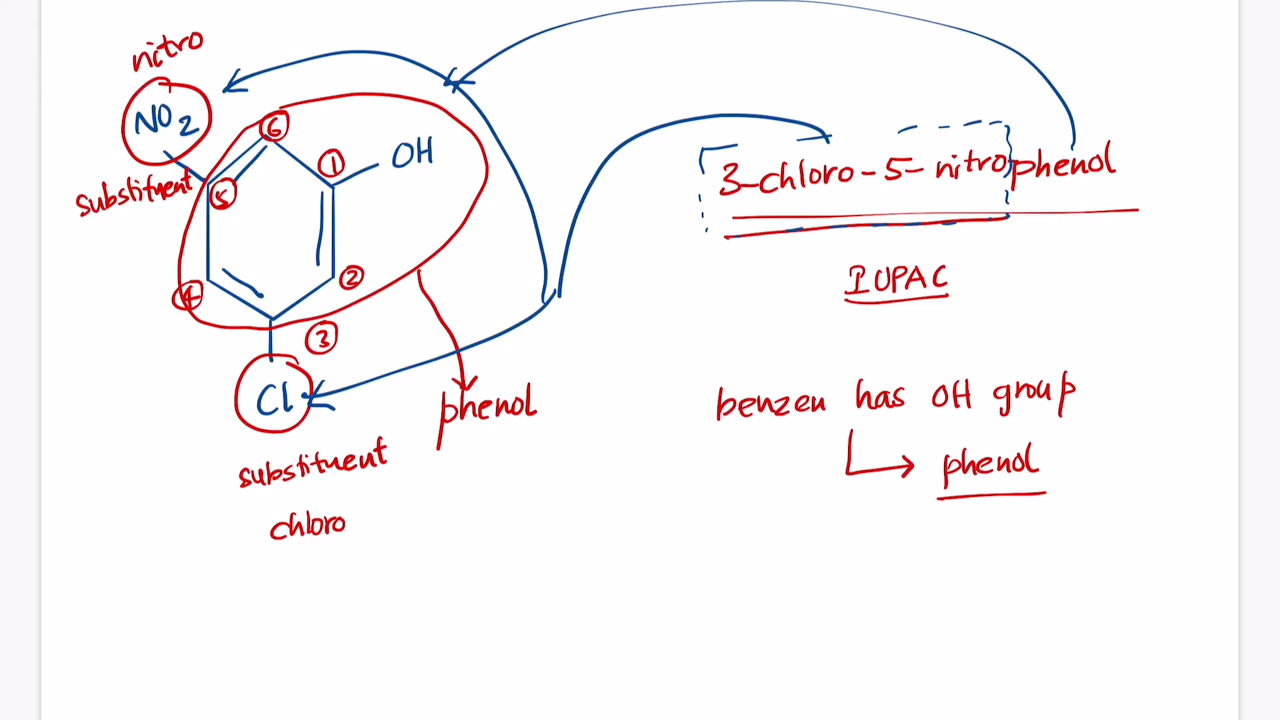 nitro
NO2
substituent
6
1
OH
5
2
4
3
Cl
phenol
substituent
chloro
3-chloro-5-nitrophenol
IUPAC
benzen has OH group
phenol